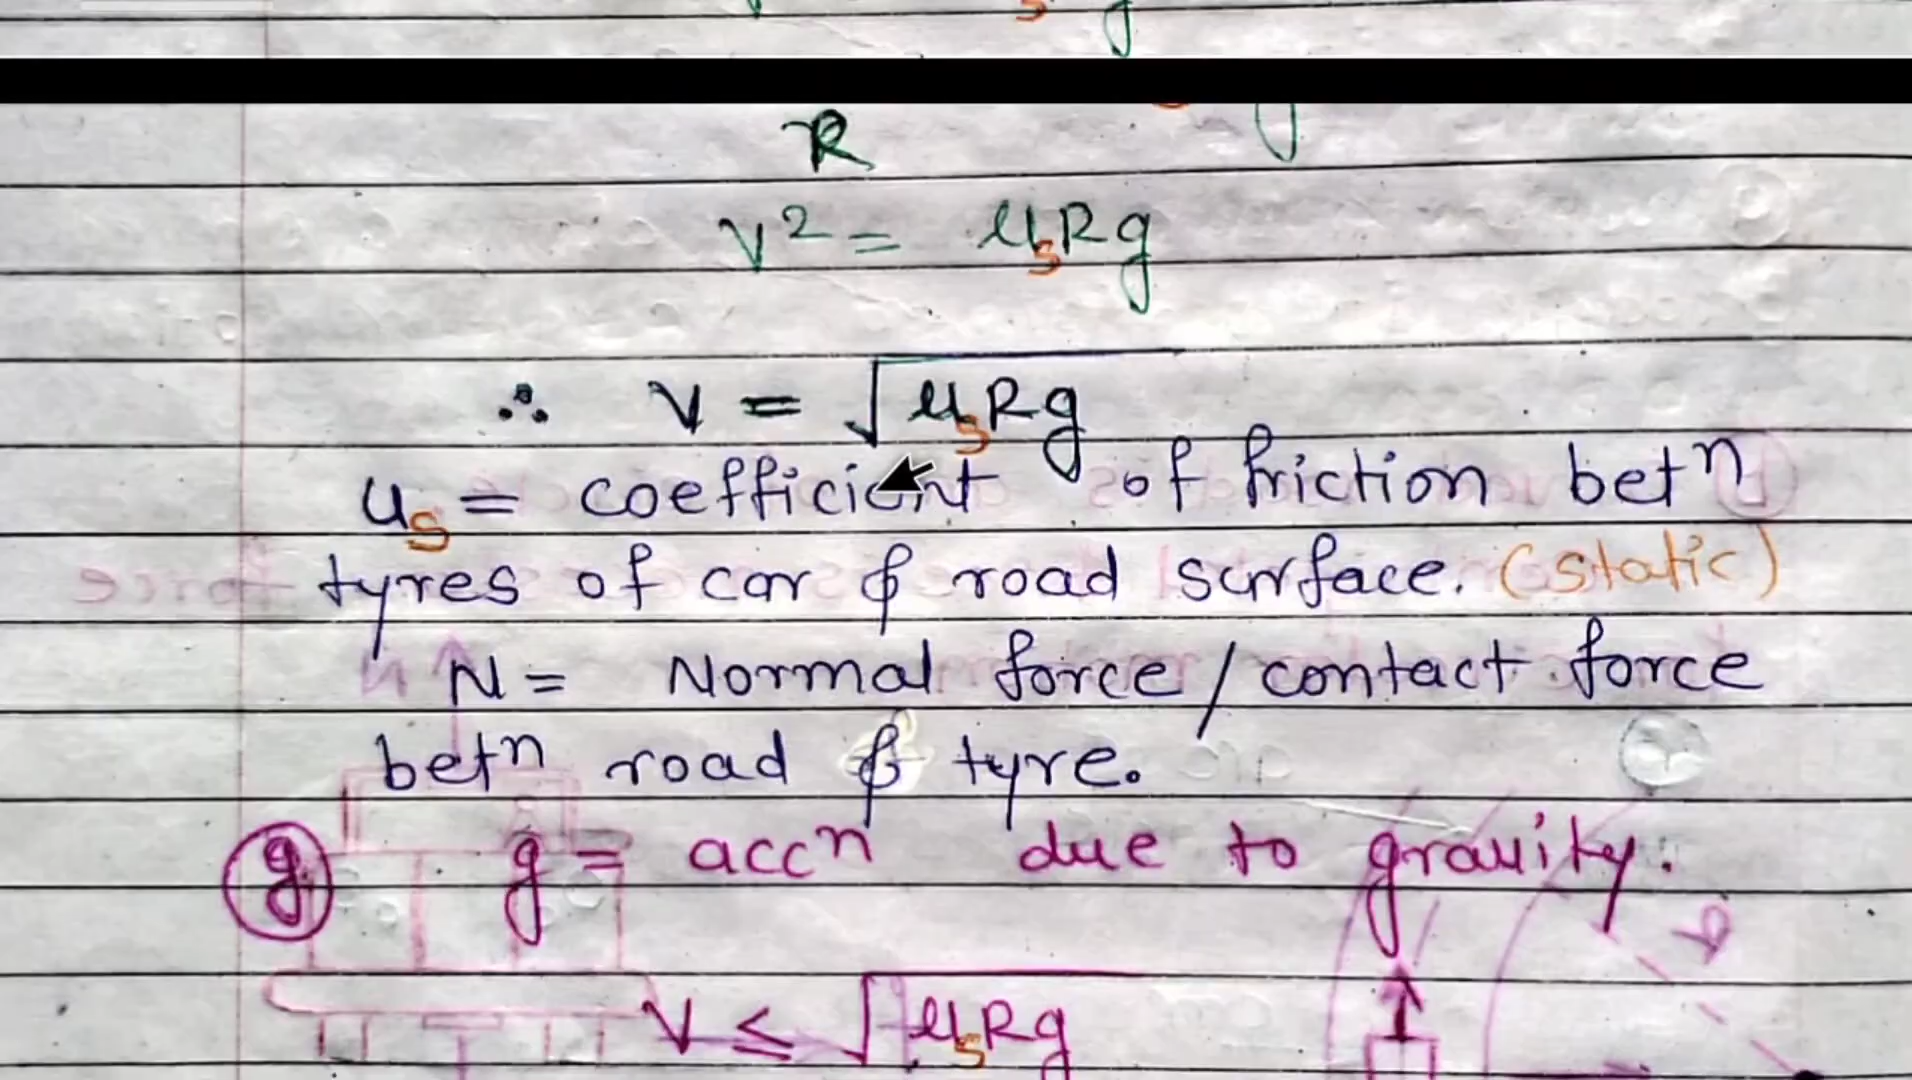 R
v² = μsRg
∴ v = √μsRg
us = coefficient of friction betⁿ
tyres of car & road surface. (static)
N = Normal force / contact force
betⁿ road & tyre.
g g = accⁿ due to gravity.
v ≤ √μsRg